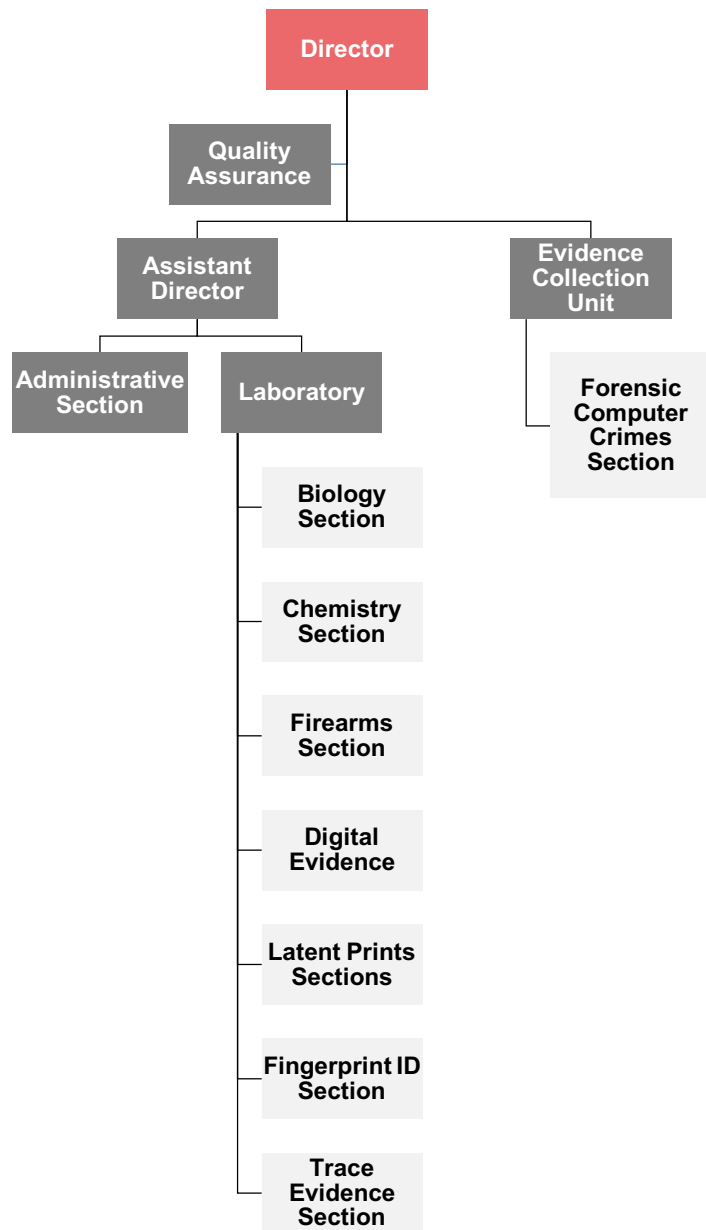 Director
Quality
Assurance
Assistant
Director
Evidence
Collection
Unit
Administrative
Section
Laboratory
Forensic
Computer
Crimes
Section
Biology
Section
Chemistry
Section
Firearms
Section
Digital
Evidence
Latent Prints
Sections
Fingerprint ID
Section
Trace
Evidence
Section